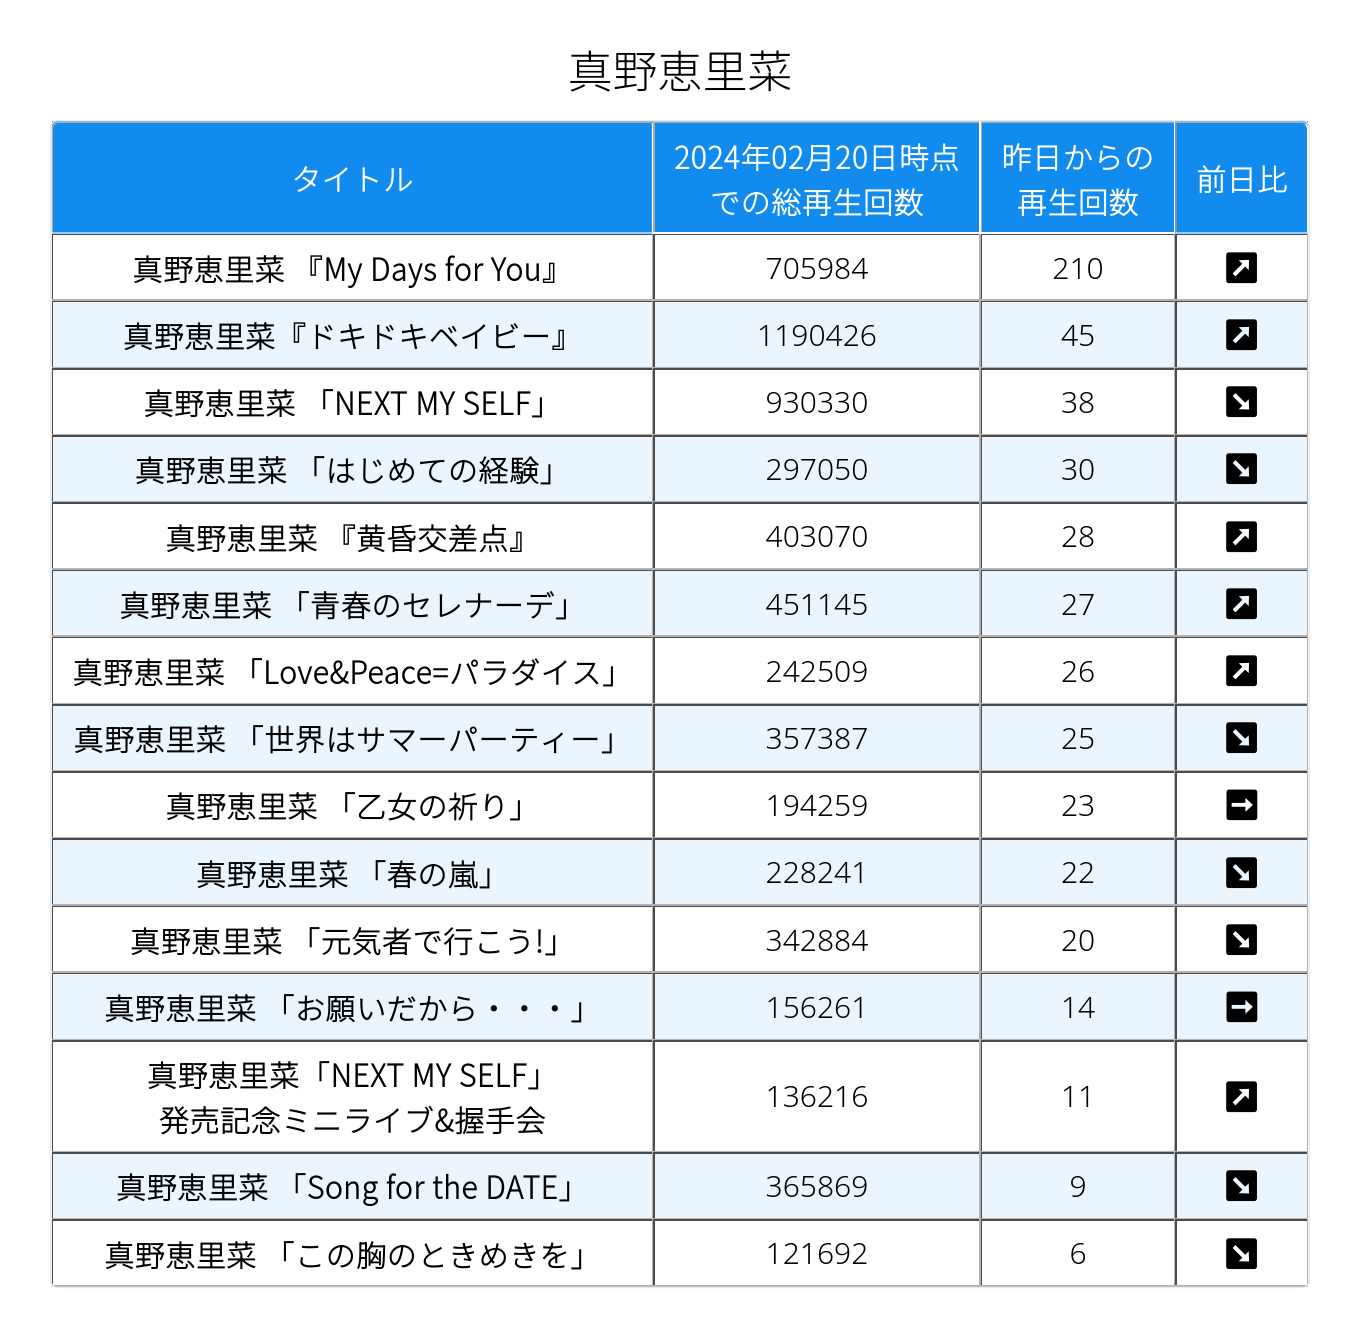 真野恵里菜
タイトル
2024年02月20日時点
での総再生回数
昨日からの
再生回数
前日比
真野恵里菜 『My Days for You』 705984 210 ↗
真野恵里菜『ドキドキベイビー』 1190426 45 ↗
真野恵里菜 「NEXT MY SELF」 930330 38 ↘
真野恵里菜 「はじめての経験」 297050 30 ↘
真野恵里菜 『黄昏交差点』 403070 28 ↗
真野恵里菜 「青春のセレナーデ」 451145 27 ↗
真野恵里菜 「Love&Peace=パラダイス」 242509 26 ↗
真野恵里菜 「世界はサマーパーティー」 357387 25 ↘
真野恵里菜 「乙女の祈り」 194259 23 →
真野恵里菜 「春の嵐」 228241 22 ↘
真野恵里菜 「元気者で行こう!」 342884 20 ↘
真野恵里菜 「お願いだから・・・」 156261 14 →
真野恵里菜「NEXT MY SELF」
発売記念ミニライブ&握手会 136216 11 ↗
真野恵里菜 「Song for the DATE」 365869 9 ↘
真野恵里菜 「この胸のときめきを」 121692 6 ↘